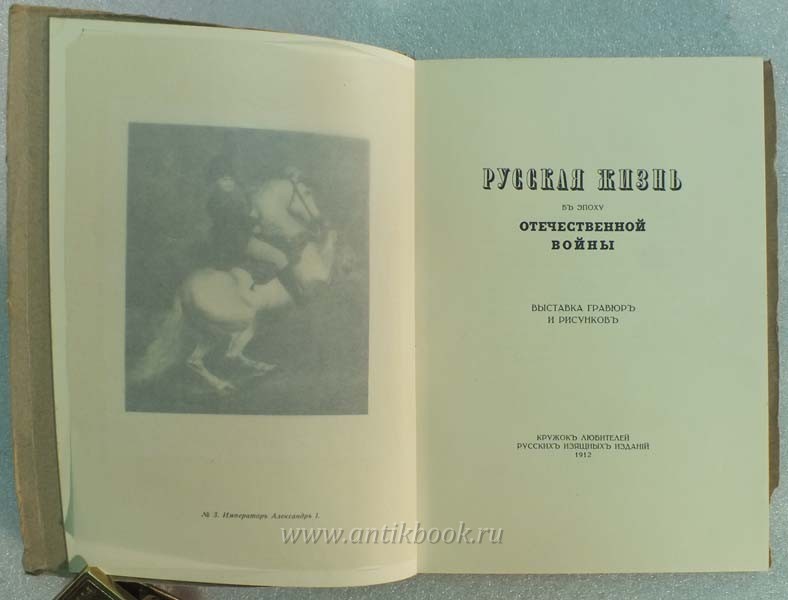 № 3. Императоръ Александръ I.
РУССКАЯ ЖИЗНЬ
ВЪ ЭПОХУ
ОТЕЧЕСТВЕННОЙ
ВОЙНЫ
ВЫСТАВКА ГРАВЮРЪ
И РИСУНКОВЪ
КРУЖОКЪ ЛЮБИТЕЛЕЙ
РУССКИХЪ ИЗЯЩНЫХЪ ИЗДАНІЙ
1912
www.antikbook.ru